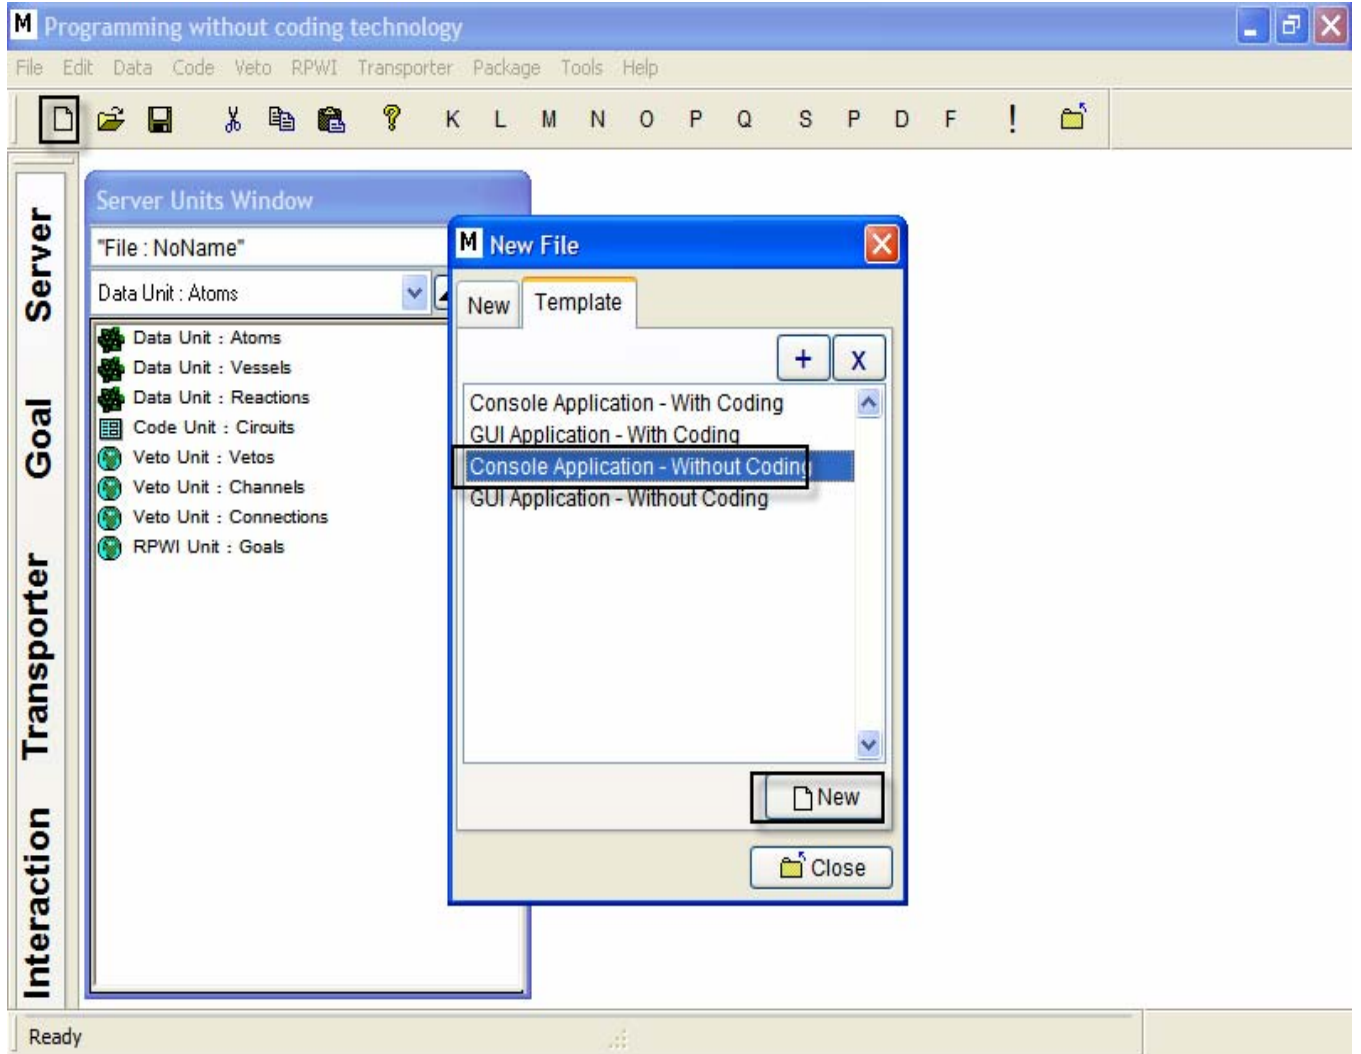 M Programming without coding technology
File Edit Data Code Veto RPWI Transporter Package Tools Help
K L M N O P Q S P D F !
Server
Goal
Transporter
Interaction
Server Units Window
"File : NoName"
Data Unit : Atoms
Data Unit : Atoms
Data Unit : Vessels
Data Unit : Reactions
Code Unit : Circuits
Veto Unit : Vetos
Veto Unit : Channels
Veto Unit : Connections
RPWI Unit : Goals
M New File
New Template
+ X
Console Application - With Coding
GUI Application - With Coding
Console Application - Without Coding
GUI Application - Without Coding
New
Close
Ready